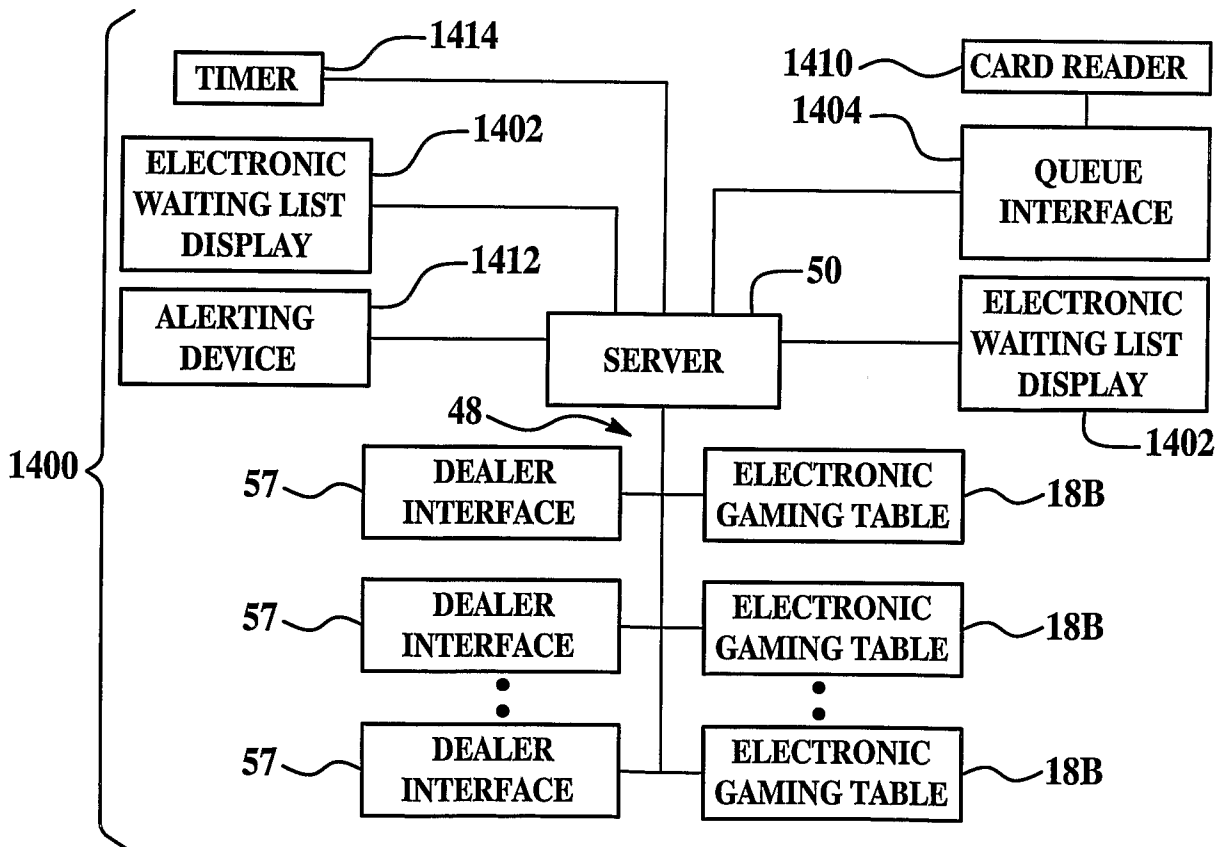 1414
TIMER
1410
CARD READER
1402
1404
ELECTRONIC
WAITING LIST
DISPLAY
QUEUE
INTERFACE
1412
50
ALERTING
DEVICE
SERVER
ELECTRONIC
WAITING LIST
DISPLAY
1402
48
1400
57
DEALER
INTERFACE
ELECTRONIC
GAMING TABLE
18B
57
DEALER
INTERFACE
ELECTRONIC
GAMING TABLE
18B
57
DEALER
INTERFACE
ELECTRONIC
GAMING TABLE
18B